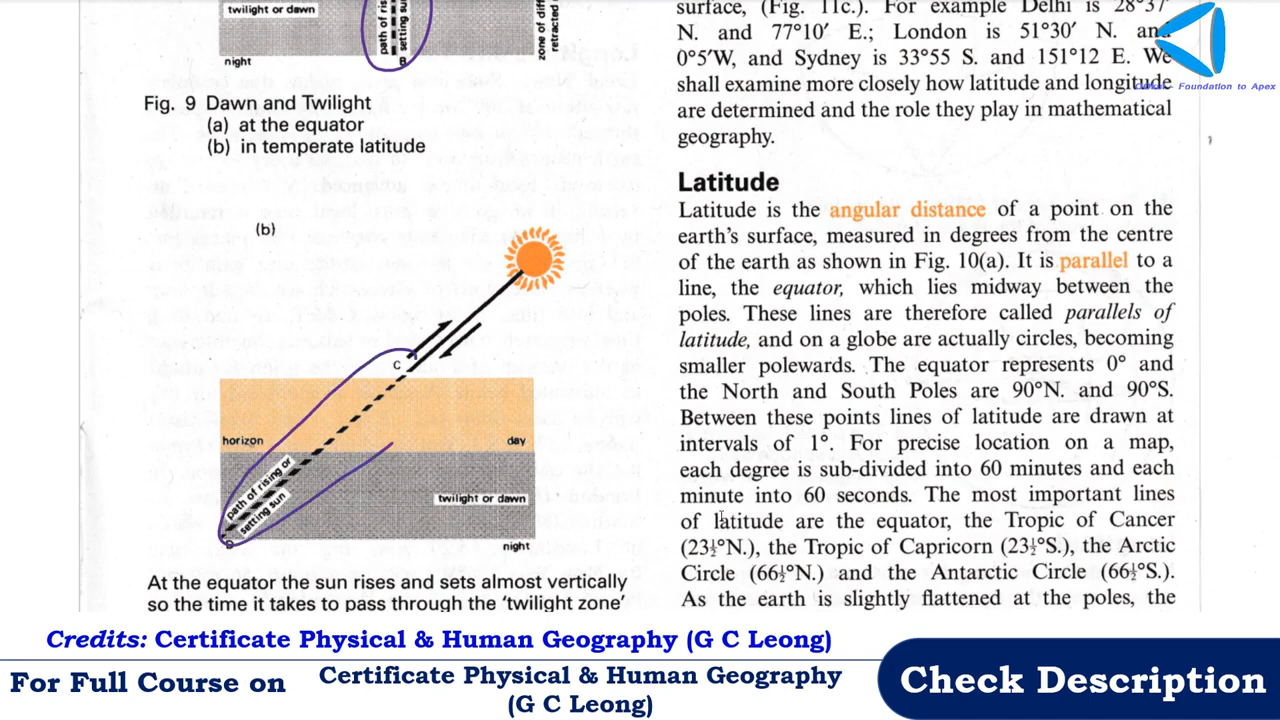 twilight or dawn
path of ris
setting su
B
night
zone of dif
retracted
Fig. 9 Dawn and Twilight
(a) at the equator
(b) in temperate latitude
(b)
C
horizon
day
path of rising or
setting sun
twilight or dawn
night
At the equator the sun rises and sets almost vertically
so the time it takes to pass through the ‘twilight zone’
surface, (Fig. 11c.). For example Delhi is 28°37′
N. and 77°10′ E.; London is 51°30′ N. and
0°5′W, and Sydney is 33°55 S. and 151°12 E. We
shall examine more closely how latitude and longitude
are determined and the role they play in mathematical
geography.
Foundation to Apex
Latitude
Latitude is the angular distance of a point on the
earth’s surface, measured in degrees from the centre
of the earth as shown in Fig. 10(a). It is parallel to a
line, the equator, which lies midway between the
poles. These lines are therefore called parallels of
latitude, and on a globe are actually circles, becoming
smaller polewards. The equator represents 0° and
the North and South Poles are 90°N. and 90°S.
Between these points lines of latitude are drawn at
intervals of 1°. For precise location on a map,
each degree is sub-divided into 60 minutes and each
minute into 60 seconds. The most important lines
of latitude are the equator, the Tropic of Cancer
(23½°N.), the Tropic of Capricorn (23½°S.), the Arctic
Circle (66½°N.) and the Antarctic Circle (66½°S.).
As the earth is slightly flattened at the poles, the
Credits: Certificate Physical & Human Geography (G C Leong)
For Full Course on
Certificate Physical & Human Geography
(G C Leong)
Check Description